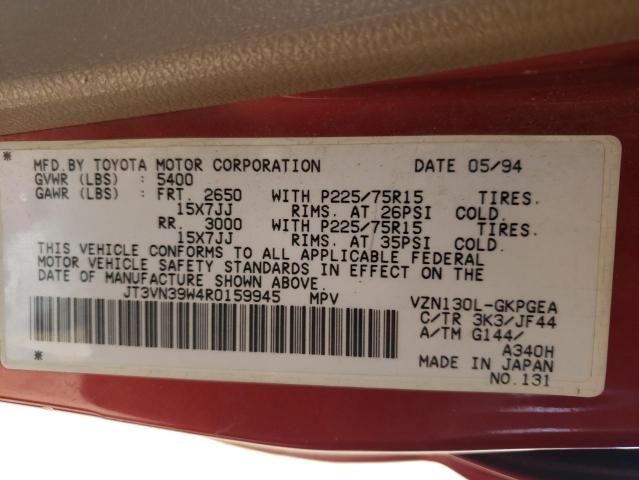 MFD.BY TOYOTA MOTOR CORPORATION DATE 05/94
GVWR (LBS) : 5400
GAWR (LBS) : FRT. 2650 WITH P225/75R15 TIRES.
15X7JJ RIMS. AT 26PSI COLD.
RR. 3000 WITH P225/75R15 TIRES.
15X7JJ RIMS. AT 35PSI COLD.
THIS VEHICLE CONFORMS TO ALL APPLICABLE FEDERAL
MOTOR VEHICLE SAFETY STANDARDS IN EFFECT ON THE
DATE OF MANUFACTURE SHOWN ABOVE.
JT3VN39W4R0159945 MPV VZN130L-GKPGEA
C/TR 3K3/JF44
A/TM G144/
A340H
MADE IN JAPAN
NO.131